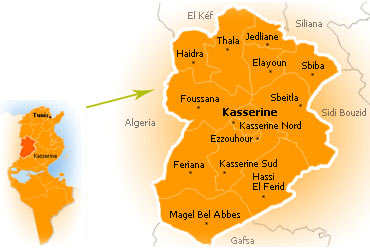 El Kéf
Siliana
Thala
Jedliane
Haidra
Elayoun
Sbiba
Foussana
Sbeitla
Kasserine
Sidi Bouzid
Algeria
Kasserine Nord
Ezzouhour
Feriana
Kasserine Sud
Hassi
El Ferid
Magel Bel Abbes
Gafsa
Tunis
Kasserine